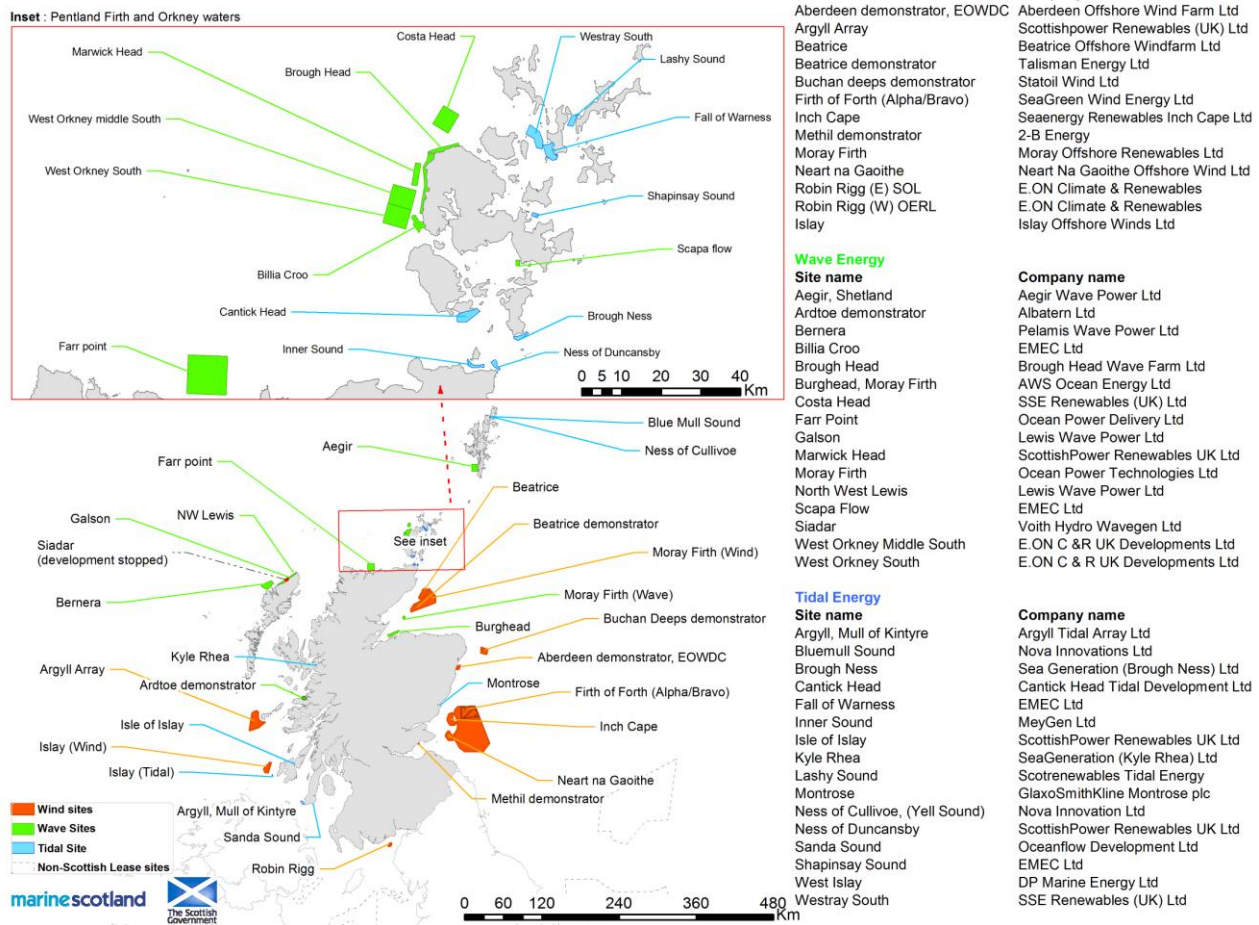 Inset : Pentland Firth and Orkney waters
Costa Head
Westray South
Marwick Head
Lashy Sound
Brough Head
West Orkney middle South
Fall of Warness
West Orkney South
Shapinsay Sound
Scapa flow
Billia Croo
Cantick Head
Brough Ness
Inner Sound
Ness of Duncansby
Farr point
0 5 10 20 30 40
Km
Blue Mull Sound
Aegir
Ness of Cullivoe
Farr point
Beatrice
Galson
NW Lewis
Beatrice demonstrator
See inset
Siadar
(development stopped)
Moray Firth (Wind)
Bernera
Moray Firth (Wave)
Buchan Deeps demonstrator
Burghead
Argyll Array
Kyle Rhea
Aberdeen demonstrator, EOWDC
Ardtoe demonstrator
Montrose
Firth of Forth (Alpha/Bravo)
Isle of Islay
Inch Cape
Islay (Wind)
Islay (Tidal)
Neart na Gaoithe
Methil demonstrator
Argyll, Mull of Kintyre
Sanda Sound
Robin Rigg
Wind sites
Wave Sites
Tidal Site
Non-Scottish Lease sites
marinescotland
The Scottish
Government
0 60 120 240 360 480
Km
Aberdeen demonstrator, EOWDC Aberdeen Offshore Wind Farm Ltd
Argyll Array Scottishpower Renewables (UK) Ltd
Beatrice Beatrice Offshore Windfarm Ltd
Beatrice demonstrator Talisman Energy Ltd
Buchan deeps demonstrator Statoil Wind Ltd
Firth of Forth (Alpha/Bravo) SeaGreen Wind Energy Ltd
Inch Cape Seaenergy Renewables Inch Cape Ltd
Methil demonstrator 2-B Energy
Moray Firth Moray Offshore Renewables Ltd
Neart na Gaoithe Neart Na Gaoithe Offshore Wind Ltd
Robin Rigg (E) SOL E.ON Climate & Renewables
Robin Rigg (W) OERL E.ON Climate & Renewables
Islay Islay Offshore Winds Ltd
Wave Energy
Site name Company name
Aegir, Shetland Aegir Wave Power Ltd
Ardtoe demonstrator Albatern Ltd
Bernera Pelamis Wave Power Ltd
Billia Croo EMEC Ltd
Brough Head Brough Head Wave Farm Ltd
Burghead, Moray Firth AWS Ocean Energy Ltd
Costa Head SSE Renewables (UK) Ltd
Farr Point Ocean Power Delivery Ltd
Galson Lewis Wave Power Ltd
Marwick Head ScottishPower Renewables UK Ltd
Moray Firth Ocean Power Technologies Ltd
North West Lewis Lewis Wave Power Ltd
Scapa Flow EMEC Ltd
Siadar Voith Hydro Wavegen Ltd
West Orkney Middle South E.ON C &R UK Developments Ltd
West Orkney South E.ON C & R UK Developments Ltd
Tidal Energy
Site name Company name
Argyll, Mull of Kintyre Argyll Tidal Array Ltd
Bluemull Sound Nova Innovations Ltd
Brough Ness Sea Generation (Brough Ness) Ltd
Cantick Head Cantick Head Tidal Development Ltd
Fall of Warness EMEC Ltd
Inner Sound MeyGen Ltd
Isle of Islay ScottishPower Renewables UK Ltd
Kyle Rhea SeaGeneration (Kyle Rhea) Ltd
Lashy Sound Scotrenewables Tidal Energy
Montrose GlaxoSmithKline Montrose plc
Ness of Cullivoe, (Yell Sound) Nova Innovation Ltd
Ness of Duncansby ScottishPower Renewables UK Ltd
Sanda Sound Oceanflow Development Ltd
Shapinsay Sound EMEC Ltd
West Islay DP Marine Energy Ltd
Westray South SSE Renewables (UK) Ltd